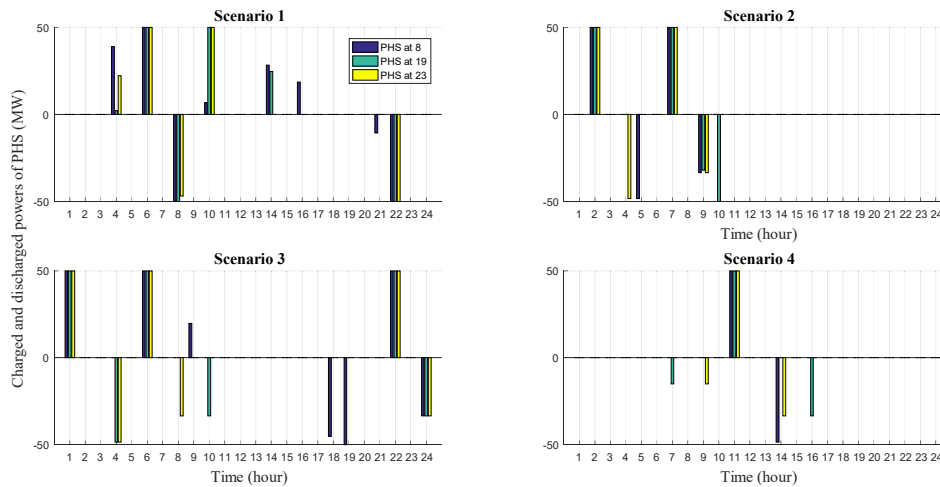 Scenario 1
50
0
-50
1 2 3 4 5 6 7 8 9 10 11 12 13 14 15 16 17 18 19 20 21 22 23 24
PHS at 8
PHS at 19
PHS at 23
Scenario 2
50
0
-50
1 2 3 4 5 6 7 8 9 10 11 12 13 14 15 16 17 18 19 20 21 22 23 24
Time (hour)
Charged and discharged powers of PHS (MW)
Scenario 3
50
0
-50
1 2 3 4 5 6 7 8 9 10 11 12 13 14 15 16 17 18 19 20 21 22 23 24
Time (hour)
Scenario 4
50
0
-50
1 2 3 4 5 6 7 8 9 10 11 12 13 14 15 16 17 18 19 20 21 22 23 24
Time (hour)